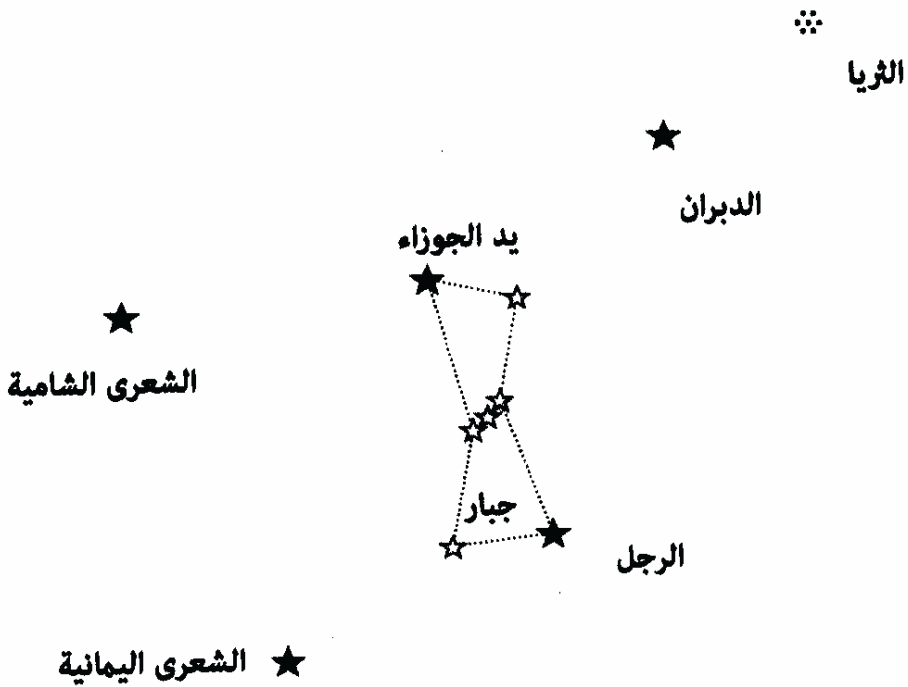 الثريا
الدبران
يد الجوزاء
الشعرى الشامية
جبار
الرجل
الشعرى اليمانية